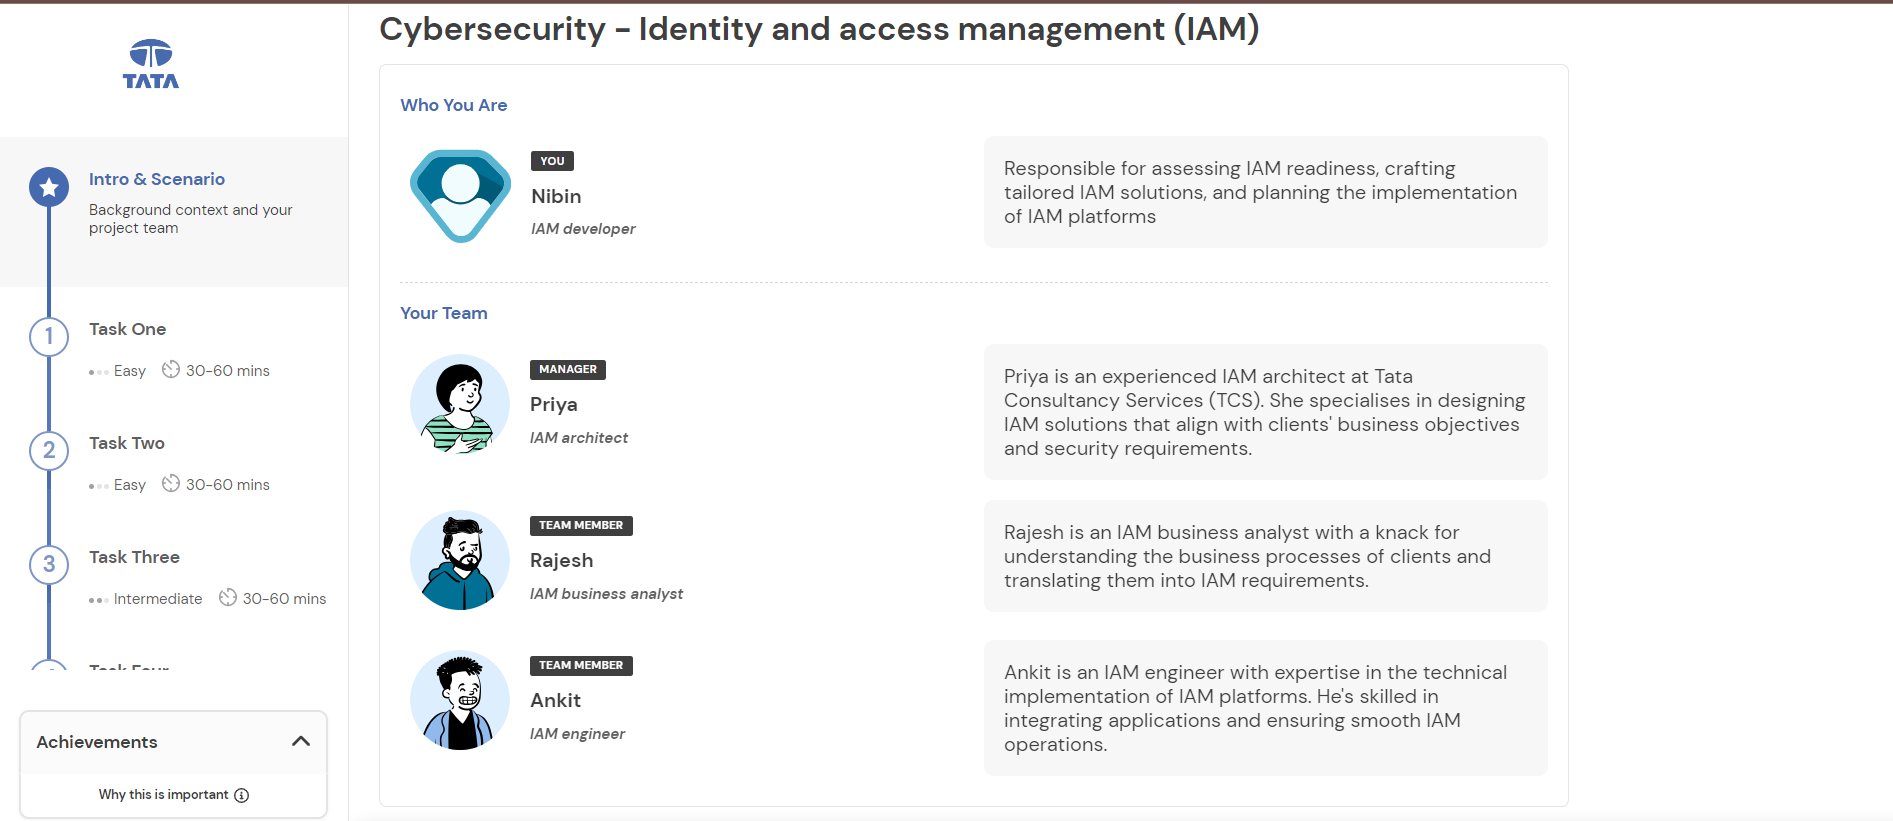 Cybersecurity - Identity and access management (IAM)
TATA
Intro & Scenario
Background context and your
project team
1
Task One
Easy
30-60 mins
2
Task Two
Easy
30-60 mins
3
Task Three
Intermediate
30-60 mins
Task Four
Achievements
Why this is important
Who You Are
YOU
Nibin
IAM developer
Responsible for assessing IAM readiness, crafting
tailored IAM solutions, and planning the implementation
of IAM platforms
Your Team
MANAGER
Priya
IAM architect
Priya is an experienced IAM architect at Tata
Consultancy Services (TCS). She specialises in designing
IAM solutions that align with clients' business objectives
and security requirements.
TEAM MEMBER
Rajesh
IAM business analyst
Rajesh is an IAM business analyst with a knack for
understanding the business processes of clients and
translating them into IAM requirements.
TEAM MEMBER
Ankit
IAM engineer
Ankit is an IAM engineer with expertise in the technical
implementation of IAM platforms. He's skilled in
integrating applications and ensuring smooth IAM
operations.